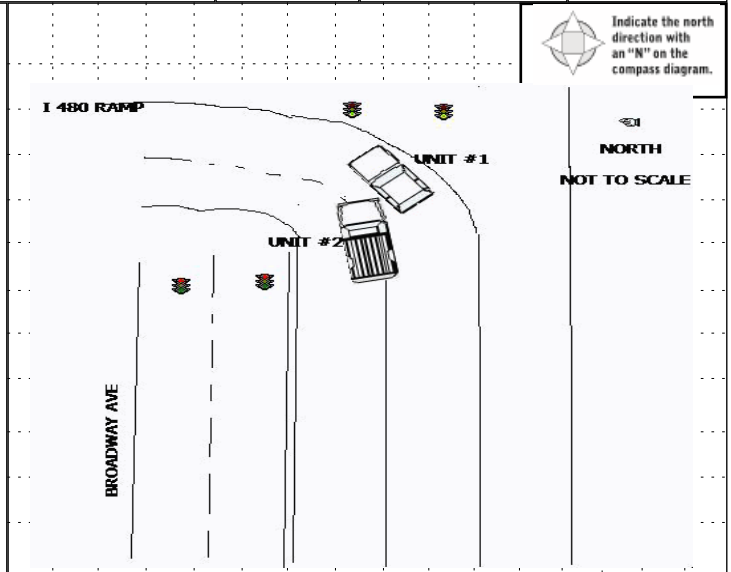 Indicate the north
direction with
an "N" on the
compass diagram.
I 480 RAMP
NORTH
NOT TO SCALE
UNIT #1
UNIT #2
BROADWAY AVE